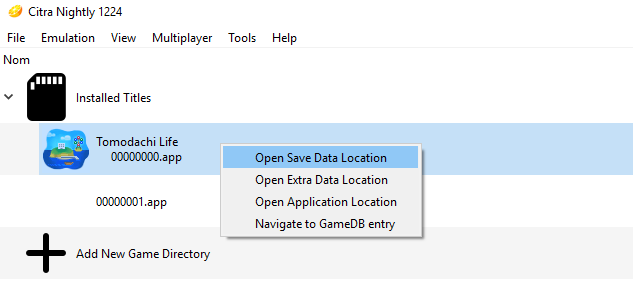 Citra Nightly 1224
File Emulation View Multiplayer Tools Help
Nom
Installed Titles
Tomodachi Life
00000000.app
Open Save Data Location
Open Extra Data Location
00000001.app
Open Application Location
Navigate to GameDB entry
Add New Game Directory